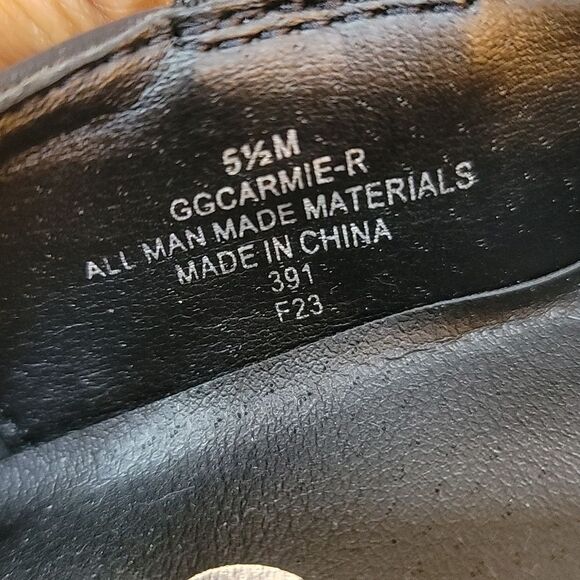 5½M
GGCARMIE-R
ALL MAN MADE MATERIALS
MADE IN CHINA
391
F23